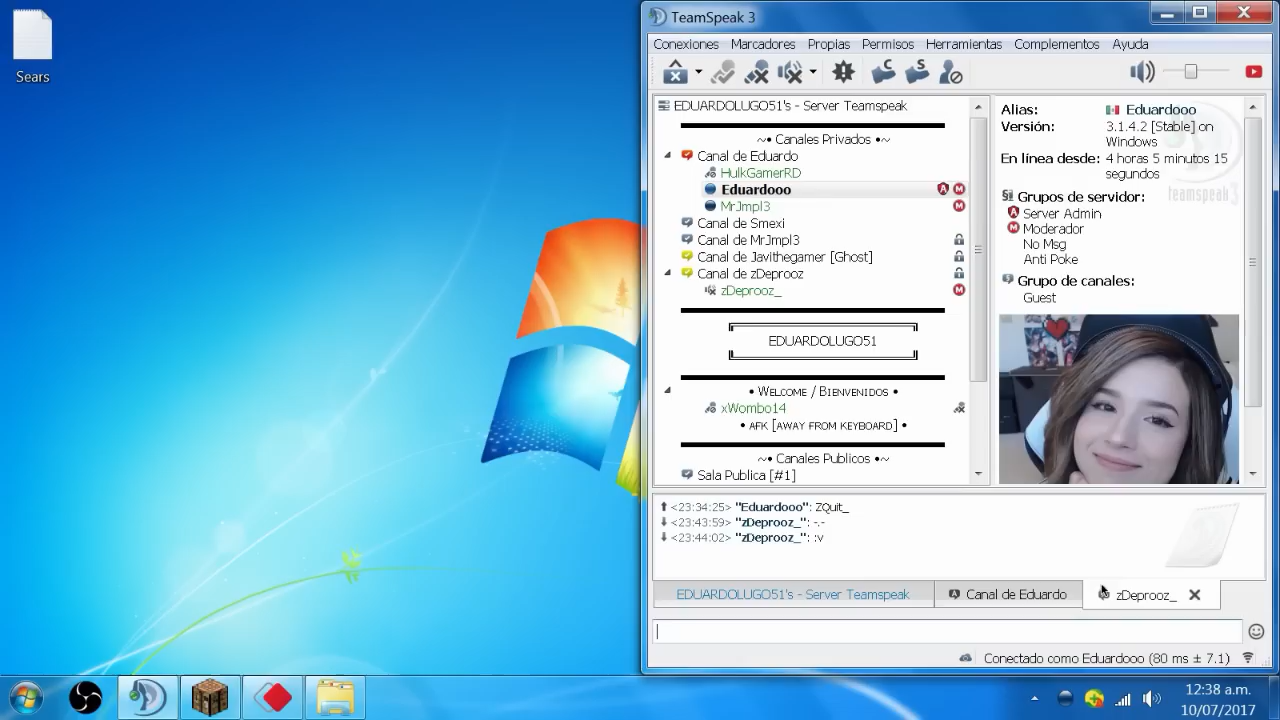 Sears
TeamSpeak 3
Conexiones Marcadores Propias Permisos Herramientas Complementos Ayuda
EDUARDOLUGO51's - Server Teamspeak
~• Canales Privados •~
Canal de Eduardo
HulkGamerRD
Eduardooo
MrJmpl3
Canal de Smexi
Canal de MrJmpl3
Canal de Javithegamer [Ghost]
Canal de zDeprooz
zDeprooz_
EDUARDOLUGO51
• WELCOME / BIENVENIDOS •
xWombo14
• AFK [AWAY FROM KEYBOARD] •
~• Canales Publicos •~
Sala Publica [#1]
Alias: Eduardooo
Versión: 3.1.4.2 [Stable] on
Windows
En línea desde: 4 horas 5 minutos 15
segundos
Grupos de servidor:
Server Admin
Moderador
No Msg
Anti Poke
Grupo de canales:
Guest
teamspeak 3
<23:34:25> "Eduardooo": ZQuit_
<23:43:59> "zDeprooz_": -.-
<23:44:02> "zDeprooz_": :v
EDUARDOLUGO51's - Server Teamspeak Canal de Eduardo zDeprooz_
Conectado como Eduardooo (80 ms ± 7.1)
12:38 a.m.
10/07/2017